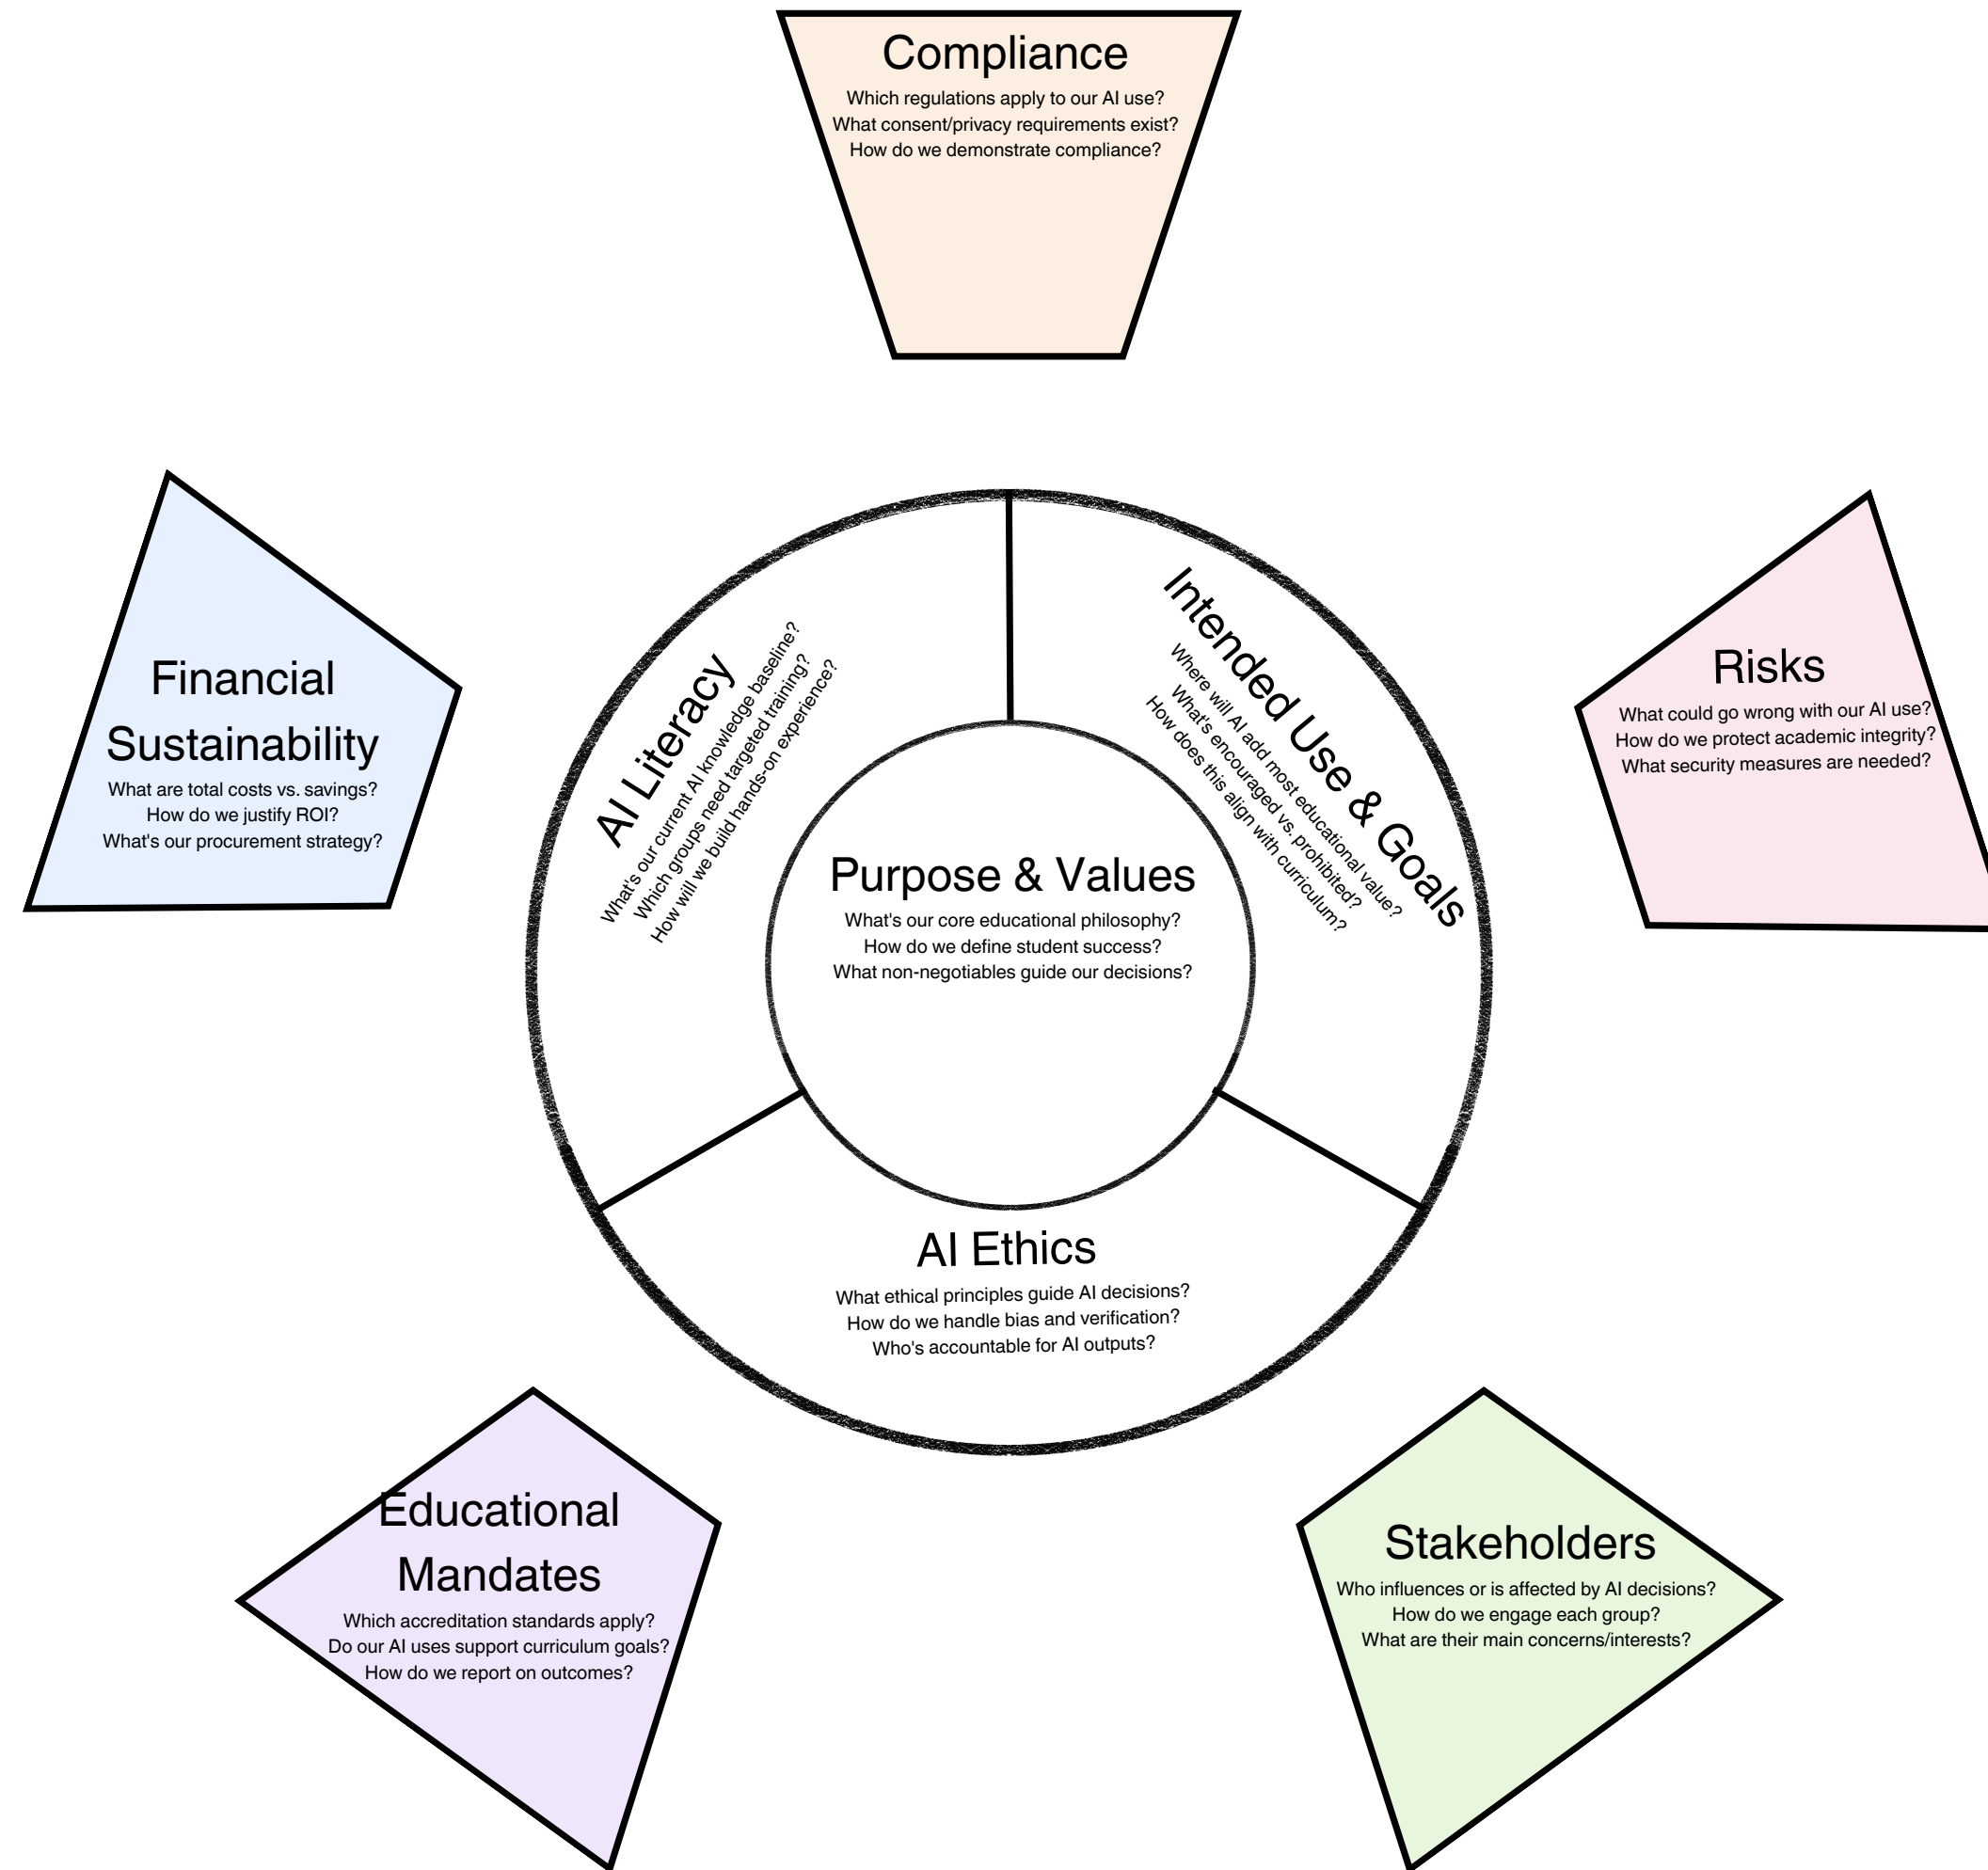 Compliance
Which regulations apply to our AI use?
What consent/privacy requirements exist?
How do we demonstrate compliance?
Financial
Sustainability
What are total costs vs. savings?
How do we justify ROI?
What's our procurement strategy?
AI Literacy
What's our current AI knowledge baseline?
Which groups need targeted training?
How will we build hands-on experience?
Intended Use & Goals
Where will AI add most educational value?
What's encouraged vs. prohibited?
How does this align with curriculum?
Risks
What could go wrong with our AI use?
How do we protect academic integrity?
What security measures are needed?
Purpose & Values
What's our core educational philosophy?
How do we define student success?
What non-negotiables guide our decisions?
AI Ethics
What ethical principles guide AI decisions?
How do we handle bias and verification?
Who's accountable for AI outputs?
Educational
Mandates
Which accreditation standards apply?
Do our AI uses support curriculum goals?
How do we report on outcomes?
Stakeholders
Who influences or is affected by AI decisions?
How do we engage each group?
What are their main concerns/interests?